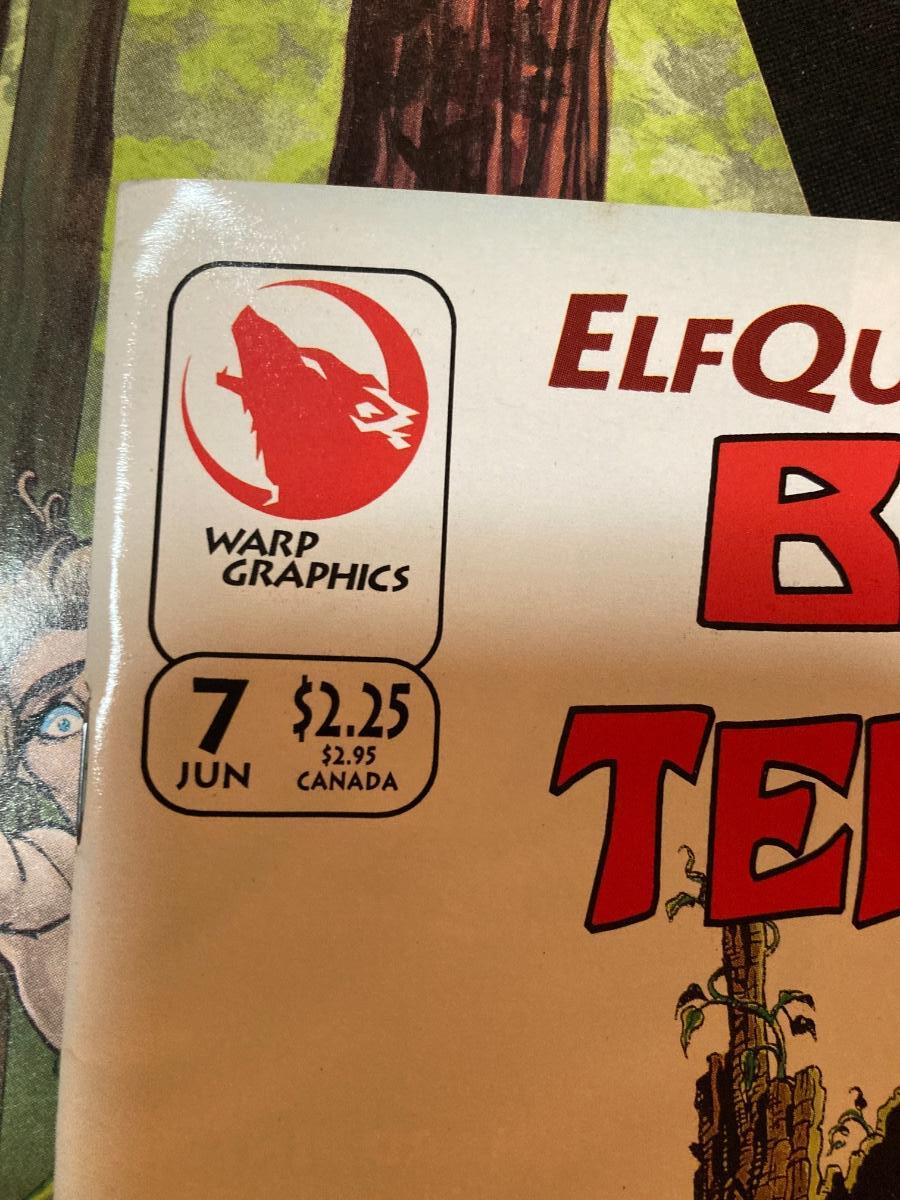 WARP
GRAPHICS
7 $2.25
$2.95
JUN CANADA
ELFQU
B
TE